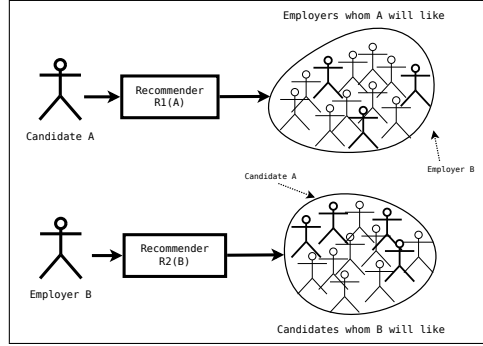 Employers whom A will like
Recommender
R1(A)
Candidate A
Employer B
Candidate A
Recommender
R2(B)
Employer B
Candidates whom B will like